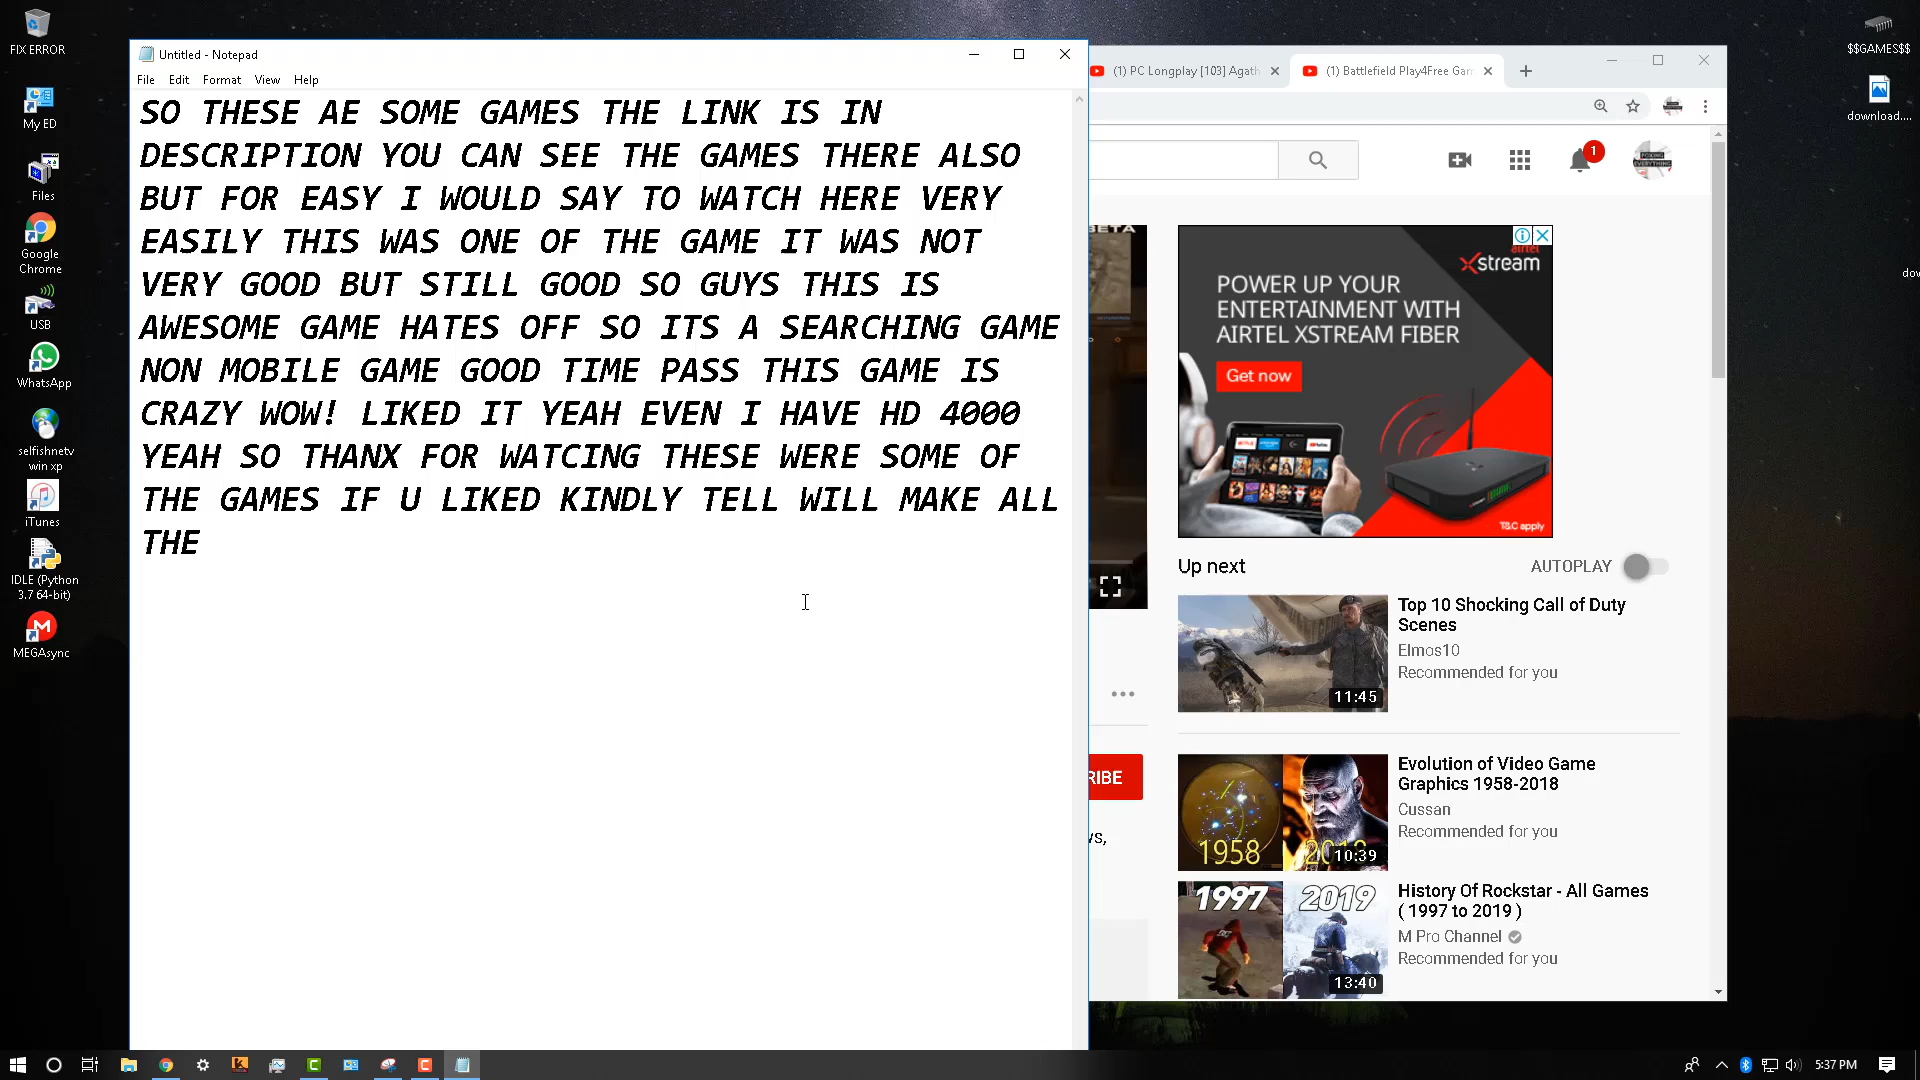 FIX ERROR
My ED
Files
Google
Chrome
USB
WhatsApp
selfishnetv
win xp
iTunes
IDLE (Python
3.7 64-bit)
MEGAsync
Untitled - Notepad
File Edit Format View Help
SO THESE AE SOME GAMES THE LINK IS IN
DESCRIPTION YOU CAN SEE THE GAMES THERE ALSO
BUT FOR EASY I WOULD SAY TO WATCH HERE VERY
EASILY THIS WAS ONE OF THE GAME IT WAS NOT
VERY GOOD BUT STILL GOOD SO GUYS THIS IS
AWESOME GAME HATES OFF SO ITS A SEARCHING GAME
NON MOBILE GAME GOOD TIME PASS THIS GAME IS
CRAZY WOW! LIKED IT YEAH EVEN I HAVE HD 4000
YEAH SO THANX FOR WATCING THESE WERE SOME OF
THE GAMES IF U LIKED KINDLY TELL WILL MAKE ALL
THE
(1) PC Longplay [103] Agath
(1) Battlefield Play4Free Gam
1
BETA
airtel
xstream
POWER UP YOUR
ENTERTAINMENT WITH
AIRTEL XSTREAM FIBER
Get now
T&C apply
Up next
AUTOPLAY
Top 10 Shocking Call of Duty
Scenes
Elmos10
Recommended for you
11:45
RIBE
Evolution of Video Game
Graphics 1958-2018
Cussan
Recommended for you
1958
10:39
History Of Rockstar - All Games
( 1997 to 2019 )
M Pro Channel
Recommended for you
1997
2019
13:40
$$GAMES$$
download....
dov
5:37 PM